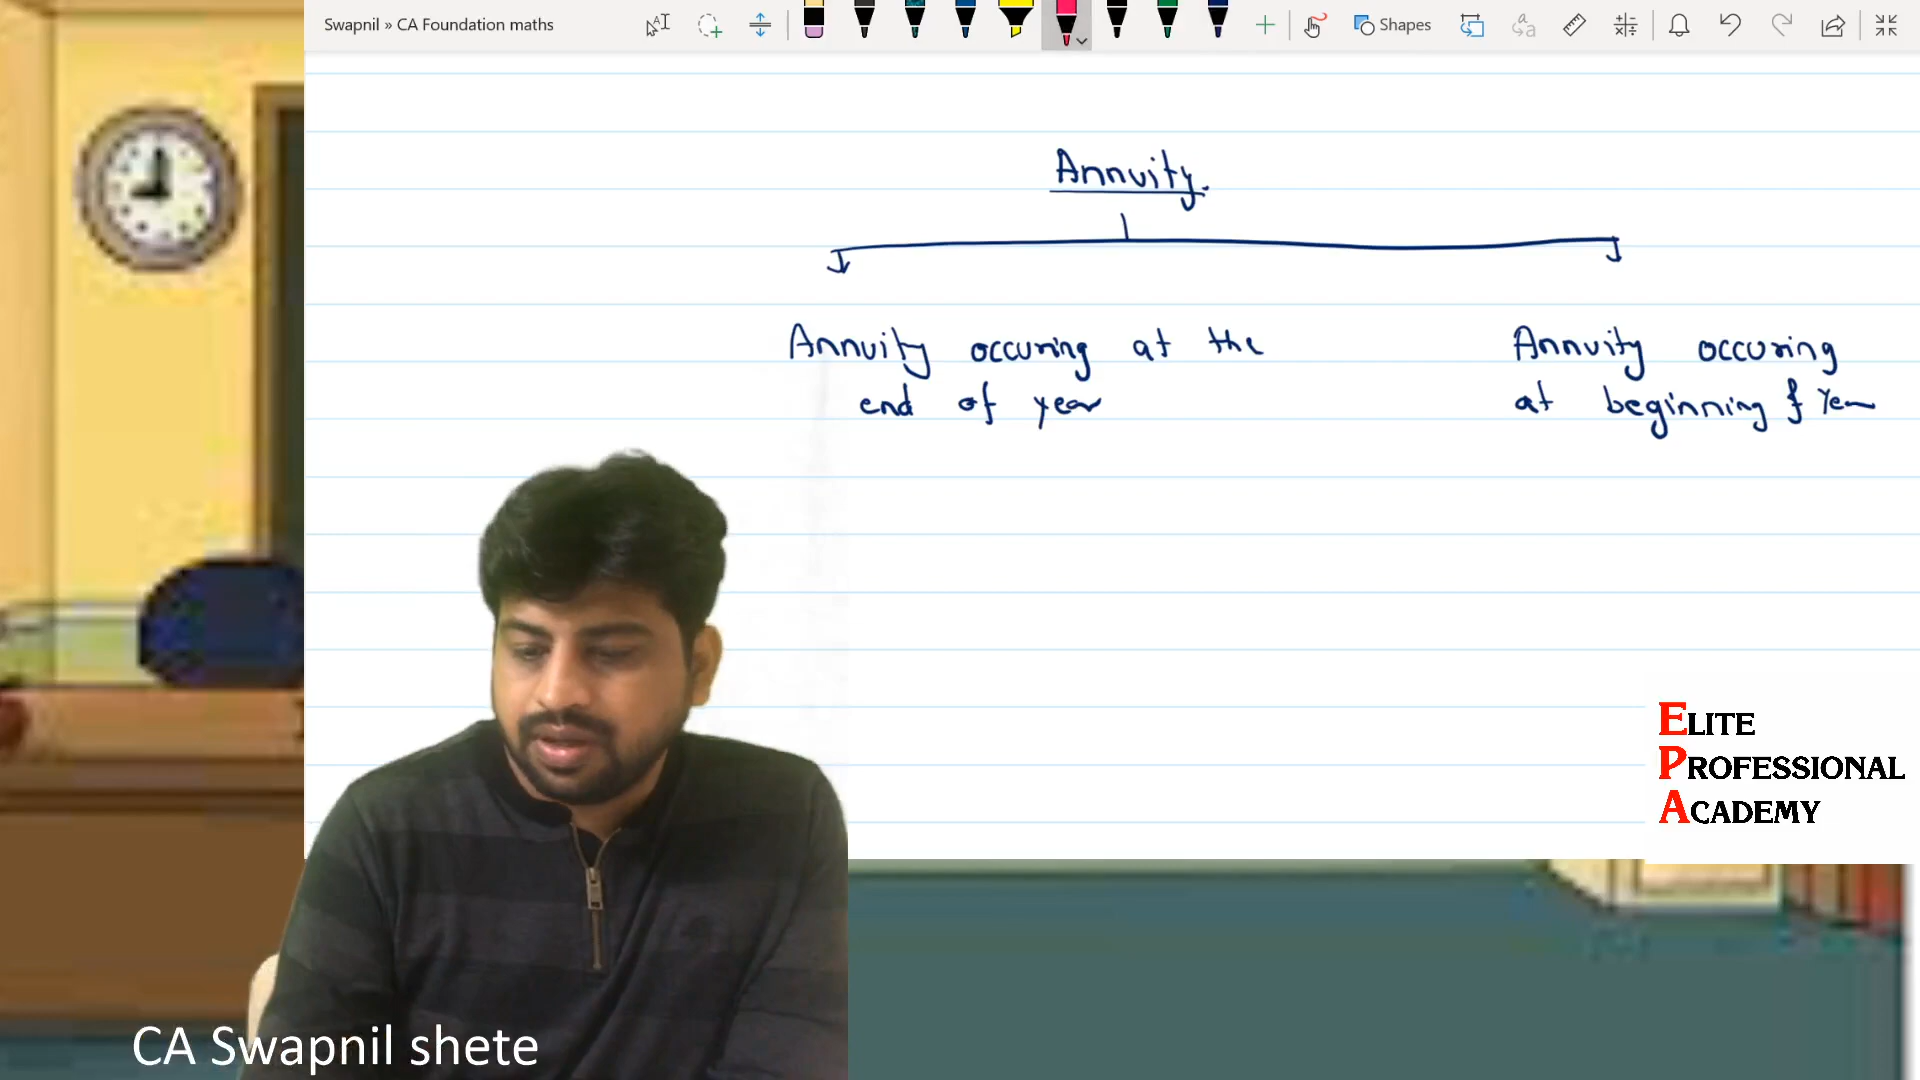 Swapnil » CA Foundation maths
Shapes
Annuity.
Annuity occuring at the
end of year
Annuity occuring
at beginning of Year
ELITE
PROFESSIONAL
ACADEMY
CA Swapnil shete